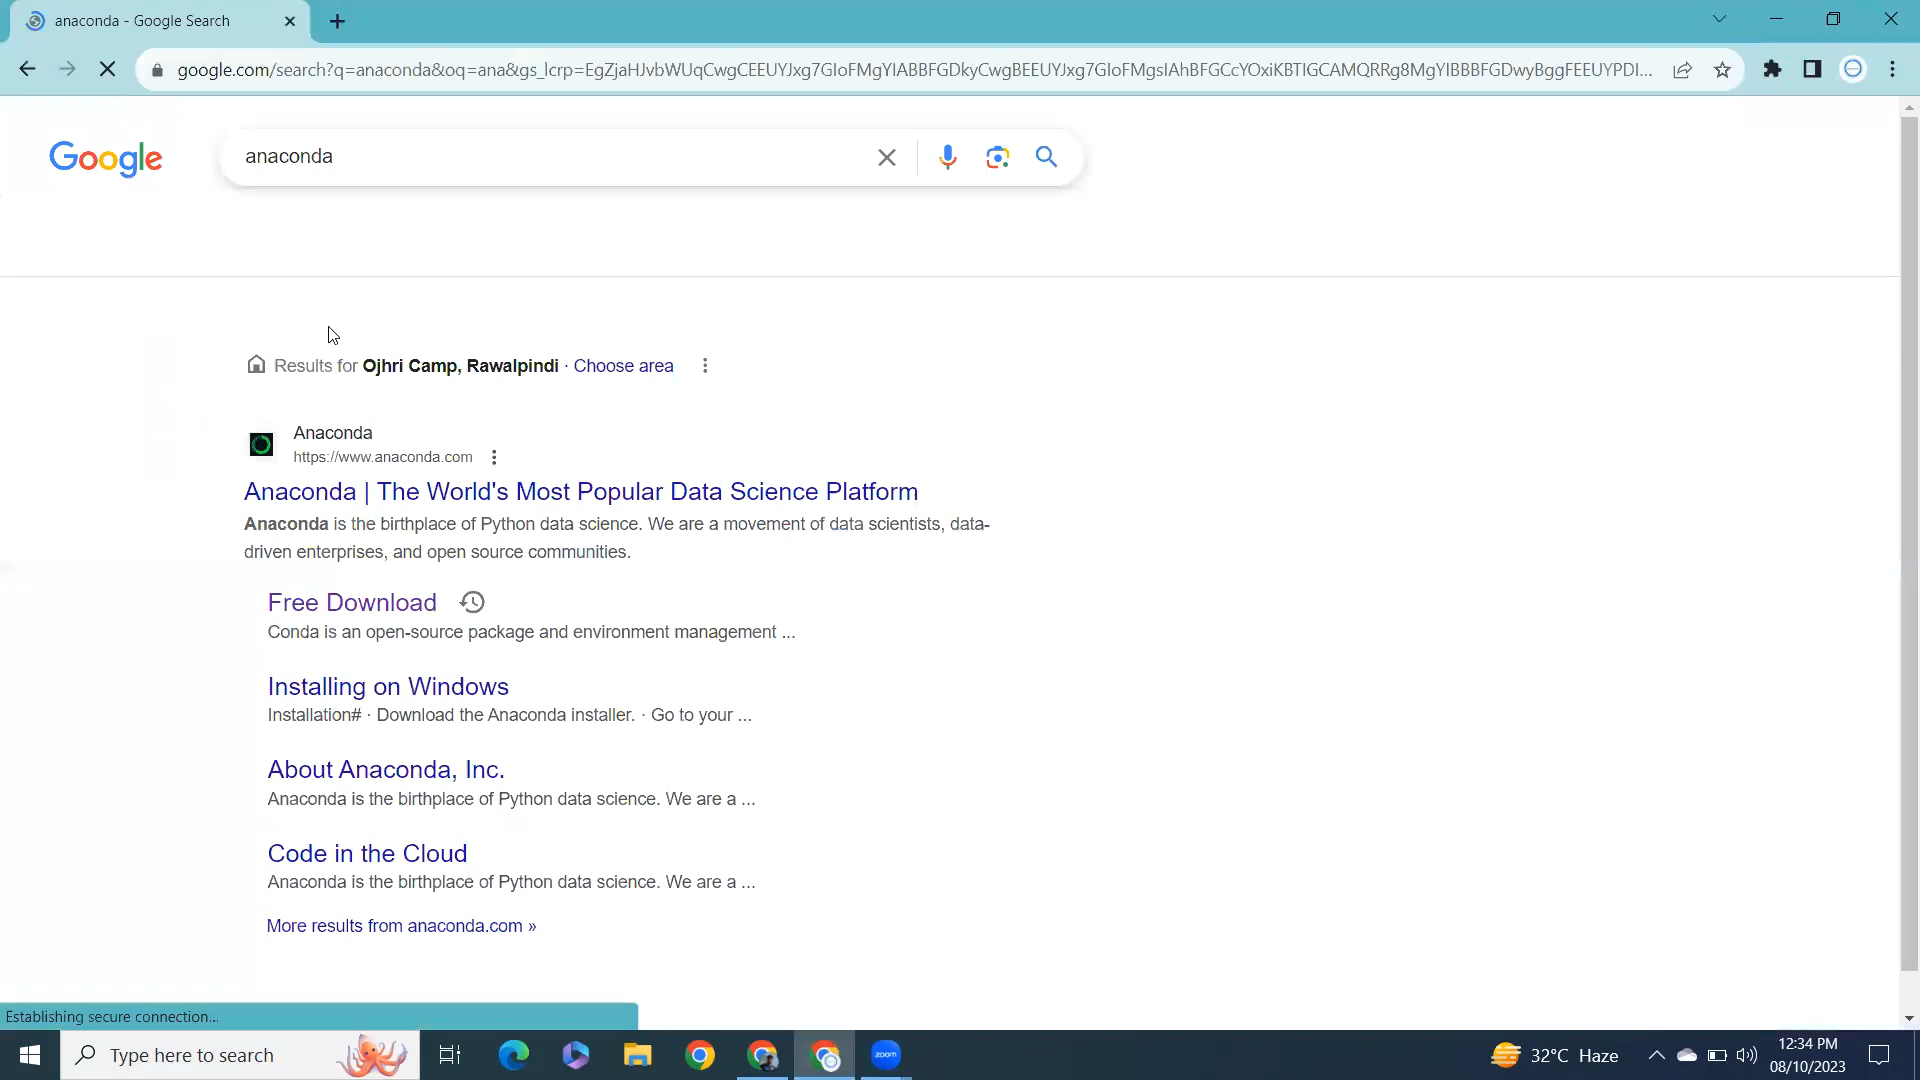 anaconda - Google Search
google.com/search?q=anaconda&oq=ana&gs_lcrp=EgZjaHJvbWUqCwgCEEUYJxg7GIoFMgYIABBFGDkyCwgBEEUYJxg7GIoFMgsIAhBFGCcYOxiKBTIGCAMQRRg8MgYIBBBFGDwyBggFEEUYPDI...
Google
anaconda
Results for Ojhri Camp, Rawalpindi · Choose area
Anaconda
https://www.anaconda.com
Anaconda | The World's Most Popular Data Science Platform
Anaconda is the birthplace of Python data science. We are a movement of data scientists, data-
driven enterprises, and open source communities.
Free Download
Conda is an open-source package and environment management ...
Installing on Windows
Installation# · Download the Anaconda installer. · Go to your ...
About Anaconda, Inc.
Anaconda is the birthplace of Python data science. We are a ...
Code in the Cloud
Anaconda is the birthplace of Python data science. We are a ...
More results from anaconda.com »
Establishing secure connection...
Type here to search
zoom
32°C Haze
12:34 PM
08/10/2023